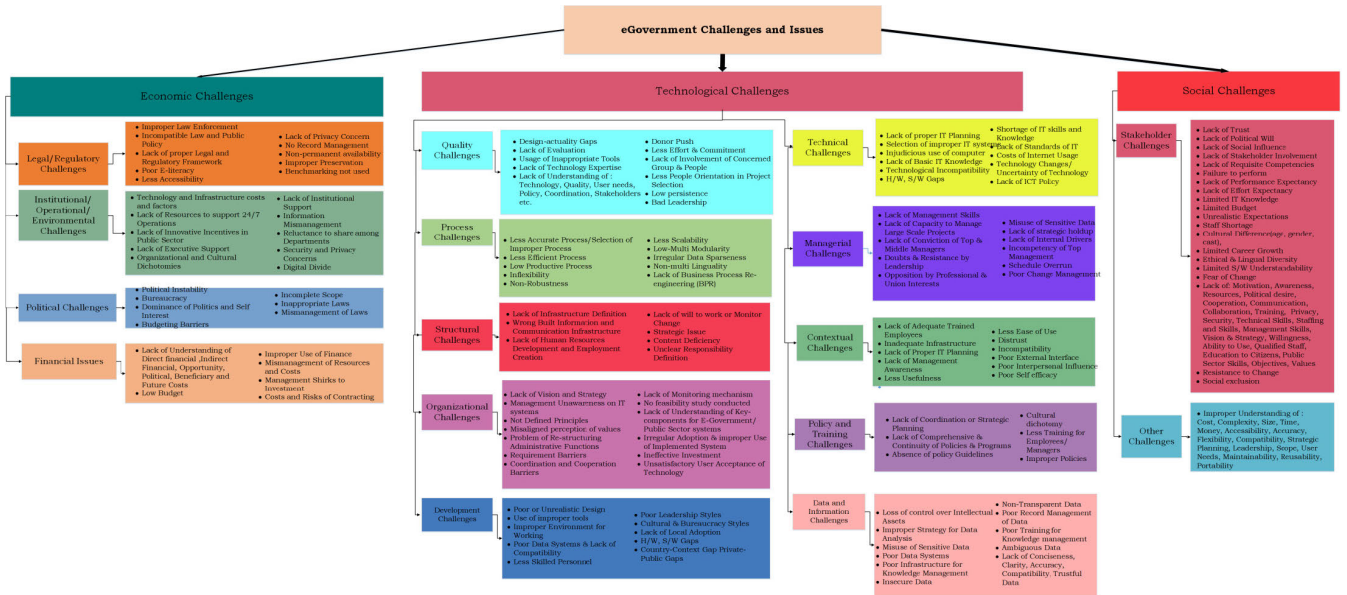 eGovernment Challenges and Issues
Economic Challenges
Legal/Regulatory
Challenges
• Improper Law Enforcement
• Incompatible Law and Public
Policy
• Lack of proper Legal and
Regulatory Framework
• Poor E-literacy
• Less Accessibility
• Lack of Privacy Concern
• No Record Management
• Non-permanent availability
• Improper Preservation
• Benchmarking not used
Institutional/
Operational/
Environmental
Challenges
• Technology and Infrastructure costs
and factors
• Lack of Resources to support 24/7
Operations
• Lack of Innovative Incentives in
Public Sector
• Lack of Executive Support
• Organizational and Cultural
Dichotomies
• Lack of Institutional
Support
• Information
Mismanagement
• Reluctance to share among
Departments
• Security and Privacy
Concerns
• Digital Divide
Political Challenges
• Political Instability
• Bureaucracy
• Dominance of Politics and Self
Interest
• Budgeting Barriers
• Incomplete Scope
• Inappropriate Laws
• Mismanagement of Laws
Financial Issues
• Lack of Understanding of
Direct financial ,Indirect
Financial, Opportunity,
Political, Beneficiary and
Future Costs
• Low Budget
• Improper Use of Finance
• Mismanagement of Resources
and Costs
• Management Shirks to
Investment
• Costs and Risks of Contracting
Technological Challenges
Quality
Challenges
• Design-actuality Gaps
• Lack of Evaluation
• Usage of Inappropriate Tools
• Lack of Technology Expertise
• Lack of Understanding of :
Technology, Quality, User needs,
Policy, Coordination, Stakeholders
etc.
• Donor Push
• Less Effort & Commitment
• Lack of Involvement of Concerned
Group & People
• Less People Orientation in Project
Selection
• Low persistence
• Bad Leadership
Process
Challenges
• Less Accurate Process/Selection of
Improper Process
• Less Efficient Process
• Low Productive Process
• Inflexibility
• Non-Robustness
• Less Scalability
• Low-Multi Modularity
• Irregular Data Sparseness
• Non-multi Linguality
• Lack of Business Process Re-
engineering (BPR)
Structural
Challenges
• Lack of Infrastructure Definition
• Wrong Built Information and
Communication Infrastructure
• Lack of Human Resources
Development and Employment
Creation
• Lack of will to work or Monitor
Change
• Strategic Issue
• Content Deficiency
• Unclear Responsibility
Definition
Organizational
Challenges
• Lack of Vision and Strategy
• Management Unawareness on IT
systems
• Not Defined Principles
• Misaligned perception of values
• Problem of Re-structuring
Administrative Functions
• Requirement Barriers
• Coordination and Cooperation
Barriers
• Lack of Monitoring mechanism
• No feasibility study conducted
• Lack of Understanding of Key-
components for E-Government/
Public Sector systems
• Irregular Adoption & improper Use
of Implemented System
• Ineffective Investment
• Unsatisfactory User Acceptance of
Technology
Development
Challenges
• Poor or Unrealistic Design
• Use of improper tools
• Improper Environment for
Working
• Poor Data Systems & Lack of
Compatibility
• Less Skilled Personnel
• Poor Leadership Styles
• Cultural & Bureaucracy Styles
• Lack of Local Adoption
• H/W, S/W Gaps
• Country-Context Gap Private-
Public Gaps
Technical
Challenges
• Lack of proper IT Planning
• Selection of improper IT systems
• Injudicious use of computer
• Lack of Basic IT Knowledge
• Technological Incompatibility
• H/W, S/W Gaps
• Shortage of IT skills and
Knowledge
• Lack of Standards of IT
• Costs of Internet Usage
• Technology Changes/
Uncertainty of Technology
• Lack of ICT Policy
Managerial
Challenges
• Lack of Management Skills
• Lack of Capacity to Manage
Large Scale Projects
• Lack of Conviction of Top &
Middle Managers
• Doubts & Resistance by
Leadership
• Opposition by Professional &
Union Interests
• Misuse of Sensitive Data
• Lack of strategic holdup
• Lack of Internal Drivers
• Incompetency of Top
Management
• Schedule Overrun
• Poor Change Management
Contextual
Challenges
• Lack of Adequate Trained
Employees
• Inadequate Infrastructure
• Lack of Proper IT Planning
• Lack of Management
Awareness
• Less Usefulness
• Less Ease of Use
• Distrust
• Incompatibility
• Poor External Interface
• Poor Interpersonal Influence
• Poor Self efficacy
Policy and
Training
Challenges
• Lack of Coordination or Strategic
Planning
• Lack of Comprehensive &
Continuity of Policies & Programs
• Absence of policy Guidelines
• Cultural
dichotomy
• Less Training for
Employees/
Managers
• Improper Policies
Data and
Information
Challenges
• Loss of control over Intellectual
Assets
• Improper Strategy for Data
Analysis
• Misuse of Sensitive Data
• Poor Data Systems
• Poor Infrastructure for
Knowledge Management
• Insecure Data
• Non-Transparent Data
• Poor Record Management
of Data
• Poor Training for
Knowledge management
• Ambiguous Data
• Lack of Conciseness,
Clarity, Accuracy,
Compatibility, Trustful
Data
Social Challenges
Stakeholder
Challenges
• Lack of Trust
• Lack of Political Will
• Lack of Social Influence
• Lack of Stakeholder Involvement
• Lack of Requisite Competencies
• Failure to perform
• Lack of Performance Expectancy
• Lack of Effort Expectancy
• Limited IT Knowledge
• Limited Budget
• Unrealistic Expectations
• Staff Shortage
• Cultural Difference(age, gender,
cast),
• Limited Career Growth
• Ethical & Lingual Diversity
• Limited S/W Understandability
• Fear of Change
• Lack of: Motivation, Awareness,
Resources, Political desire,
Cooperation, Communication,
Collaboration, Training, Privacy,
Security, Technical Skills, Staffing
and Skills, Management Skills,
Vision & Strategy, Willingness,
Ability to Use, Qualified Staff,
Education to Citizens, Public
Sector Skills, Objectives, Values
• Resistance to Change
• Social exclusion
Other
Challenges
• Improper Understanding of :
Cost, Complexity, Size, Time,
Money, Accessibility, Accuracy,
Flexibility, Compatibility, Strategic
Planning, Leadership, Scope, User
Needs, Maintainability, Reusability,
Portability